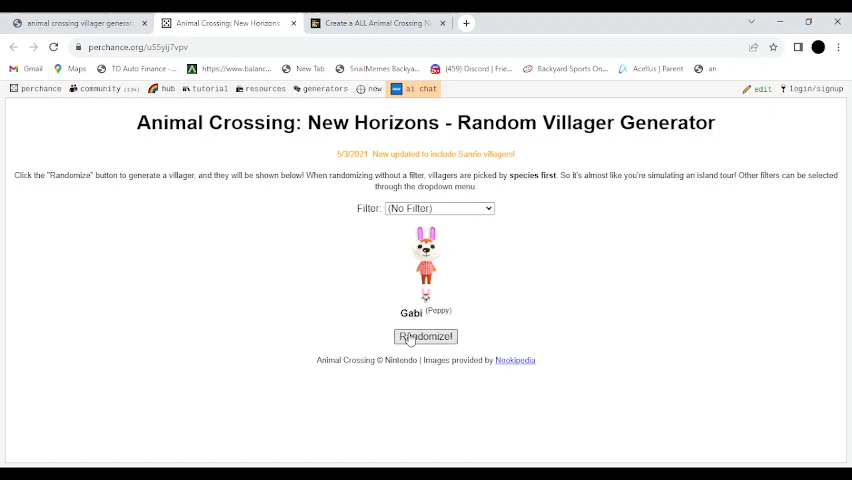 animal crossing villager generat
Animal Crossing: New Horizons
Create a ALL Animal Crossing N
perchance.org/u55yij7vpv
Gmail Maps TD Auto Finance -... https://www.balanc... New Tab SnailMemes Backya... (459) Discord | Frie... Backyard Sports On... Acellus | Parent an
perchance community hub tutorial resources generators new ai chat edit login/signup
Animal Crossing: New Horizons - Random Villager Generator
5/3/2021: Now updated to include Sanrio villagers!
Click the "Randomize" button to generate a villager, and they will be shown below! When randomizing without a filter, villagers are picked by species first. So it's almost like you're simulating an island tour! Other filters can be selected
through the dropdown menu.
Filter: (No Filter)
Gabi (Peppy)
Randomize!
Animal Crossing © Nintendo | Images provided by Nookipedia